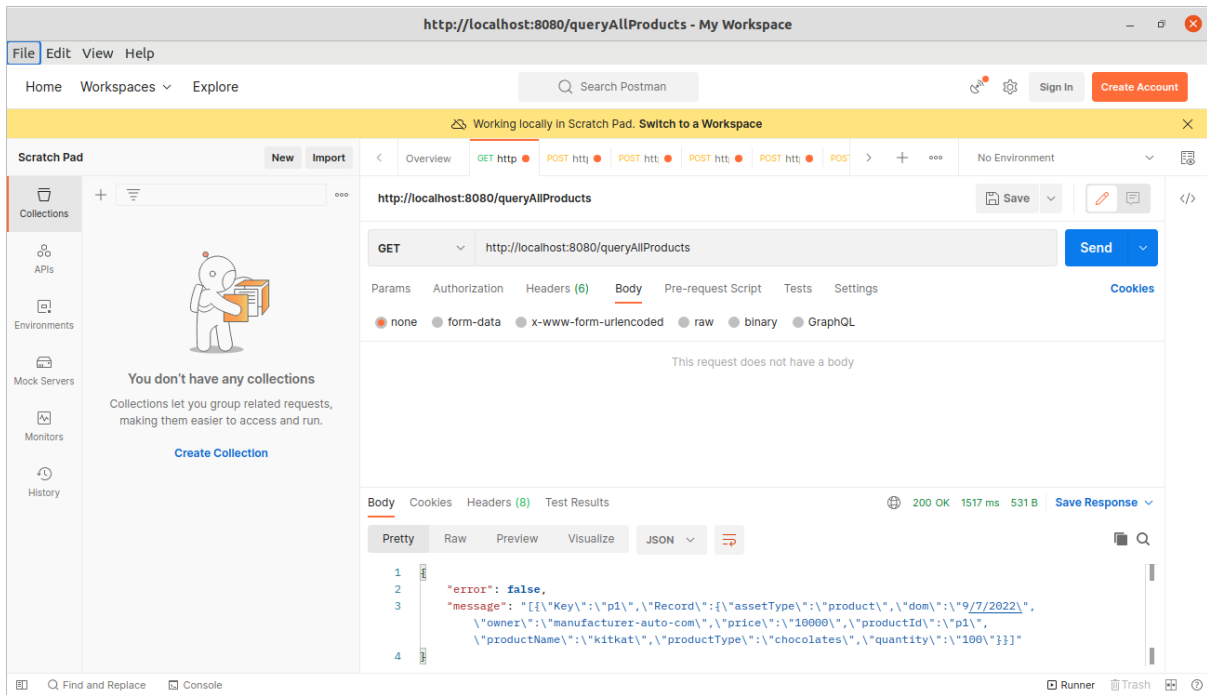 http://localhost:8080/queryAllProducts - My Workspace
File Edit View Help
Home Workspaces Explore
Search Postman
Sign In
Create Account
Working locally in Scratch Pad. Switch to a Workspace
Scratch Pad
New Import
Overview
GET http
POST htt
POST htt
POST htt
POST htt
POS
No Environment
http://localhost:8080/queryAllProducts
Save
Collections
APIs
Environments
Mock Servers
Monitors
History
You don't have any collections
Collections let you group related requests,
making them easier to access and run.
Create Collection
GET
http://localhost:8080/queryAllProducts
Send
Params Authorization Headers (6) Body Pre-request Script Tests Settings
Cookies
none form-data x-www-form-urlencoded raw binary GraphQL
This request does not have a body
Body Cookies Headers (8) Test Results
200 OK 1517 ms 531 B Save Response
Pretty Raw Preview Visualize JSON
1 {
2 "error": false,
3 "message": "[{\"Key\":\"p1\",\"Record\":{\"assetType\":\"product\",\"dom\":\"9/7/2022\",
\"owner\":\"manufacturer-auto-com\",\"price\":\"10000\",\"productId\":\"p1\",
\"productName\":\"kitkat\",\"productType\":\"chocolates\",\"quantity\":\"100\"}}]"
4 }
Find and Replace Console
Runner Trash